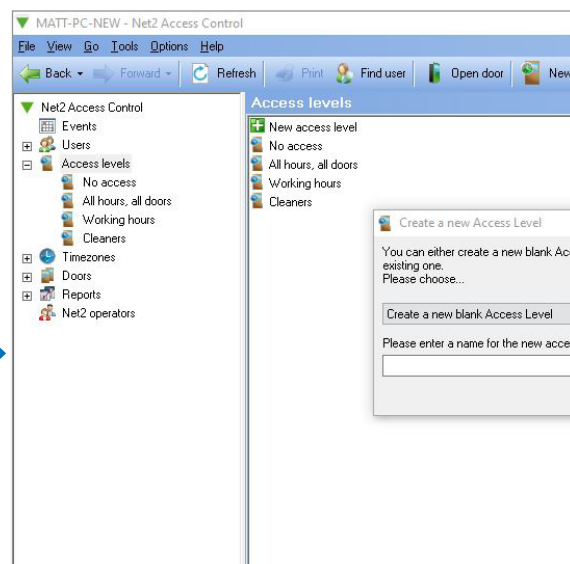 MATT-PC-NEW - Net2 Access Control
File View Go Tools Options Help
Back Forward Refresh Print Find user Open door New
Net2 Access Control
Events
Users
Access levels
No access
All hours, all doors
Working hours
Cleaners
Timezones
Doors
Reports
Net2 operators
Access levels
New access level
No access
All hours, all doors
Working hours
Cleaners
Create a new Access Level
You can either create a new blank Acc
existing one.
Please choose...
Create a new blank Access Level
Please enter a name for the new acce